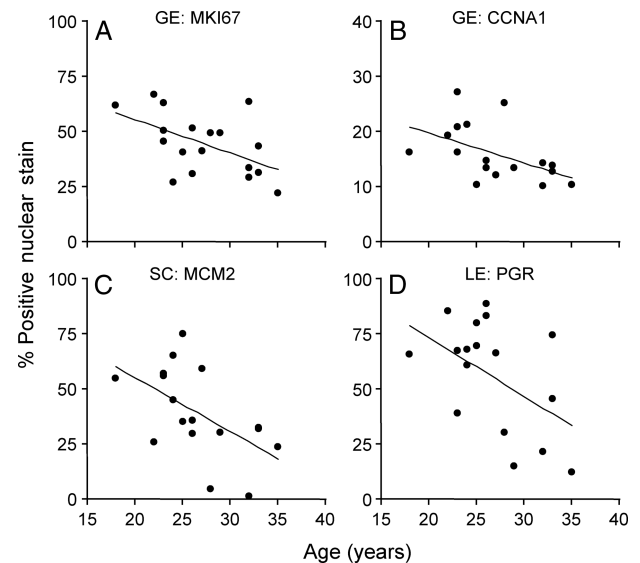 A
GE: MKI67
100
75
50
25
0
B
GE: CCNA1
40
30
20
10
0
% Positive nuclear stain
C
SC: MCM2
100
75
50
25
0
15 20 25 30 35 40
D
LE: PGR
100
75
50
25
0
15 20 25 30 35 40
Age (years)